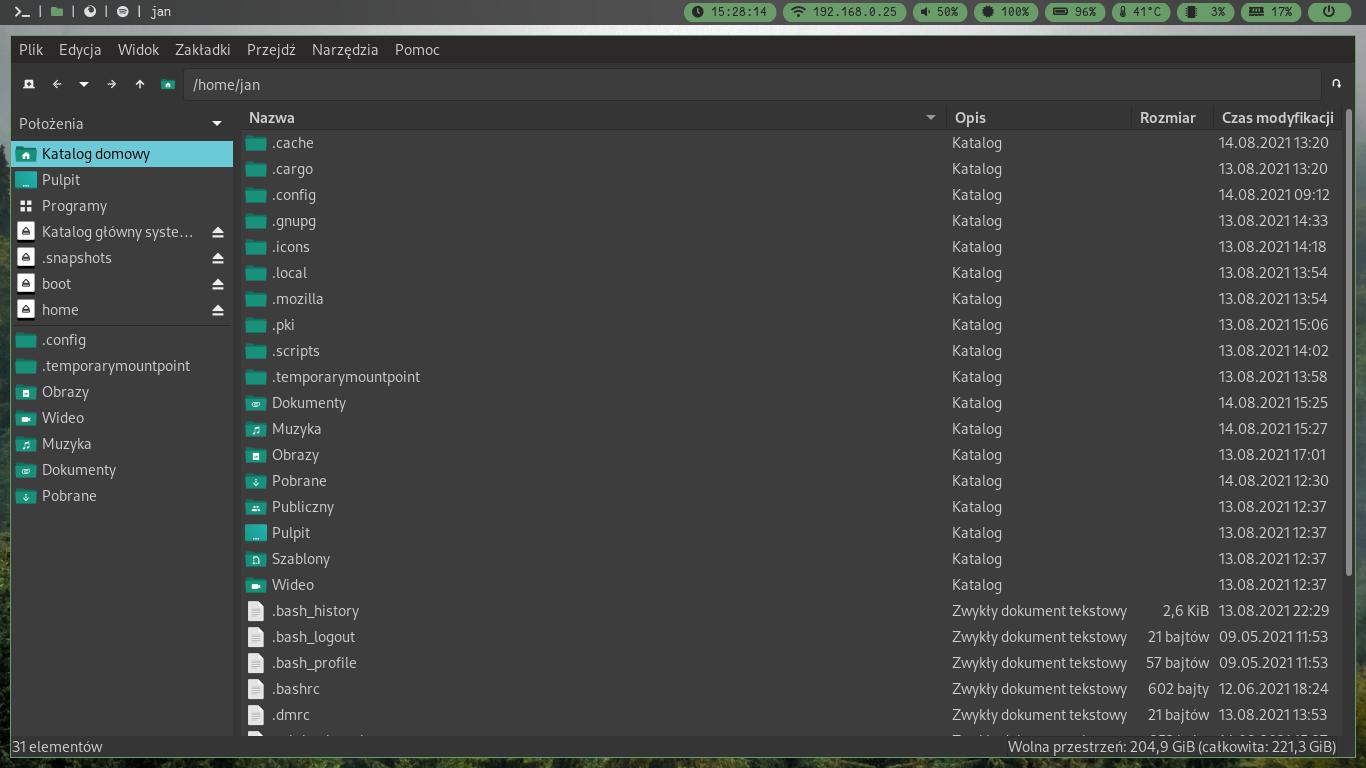 jan 15:28:14 192.168.0.25 50% 100% 96% 41°C 3% 17%
Plik Edycja Widok Zakładki Przejdź Narzędzia Pomoc
/home/jan
Położenia
Katalog domowy
Pulpit
Programy
Katalog główny syste...
.snapshots
boot
home
.config
.temporarymountpoint
Obrazy
Wideo
Muzyka
Dokumenty
Pobrane
Nazwa Opis Rozmiar Czas modyfikacji
.cache Katalog 14.08.2021 13:20
.cargo Katalog 13.08.2021 13:20
.config Katalog 14.08.2021 09:12
.gnupg Katalog 13.08.2021 14:33
.icons Katalog 13.08.2021 14:18
.local Katalog 13.08.2021 13:54
.mozilla Katalog 13.08.2021 13:54
.pki Katalog 13.08.2021 15:06
.scripts Katalog 13.08.2021 14:02
.temporarymountpoint Katalog 13.08.2021 13:58
Dokumenty Katalog 14.08.2021 15:25
Muzyka Katalog 14.08.2021 15:27
Obrazy Katalog 13.08.2021 17:01
Pobrane Katalog 14.08.2021 12:30
Publiczny Katalog 13.08.2021 12:37
Pulpit Katalog 13.08.2021 12:37
Szablony Katalog 13.08.2021 12:37
Wideo Katalog 13.08.2021 12:37
.bash_history Zwykły dokument tekstowy 2,6 KiB 13.08.2021 22:29
.bash_logout Zwykły dokument tekstowy 21 bajtów 09.05.2021 11:53
.bash_profile Zwykły dokument tekstowy 57 bajtów 09.05.2021 11:53
.bashrc Zwykły dokument tekstowy 602 bajty 12.06.2021 18:24
.dmrc Zwykły dokument tekstowy 21 bajtów 13.08.2021 13:53
31 elementów Wolna przestrzeń: 204,9 GiB (całkowita: 221,3 GiB)